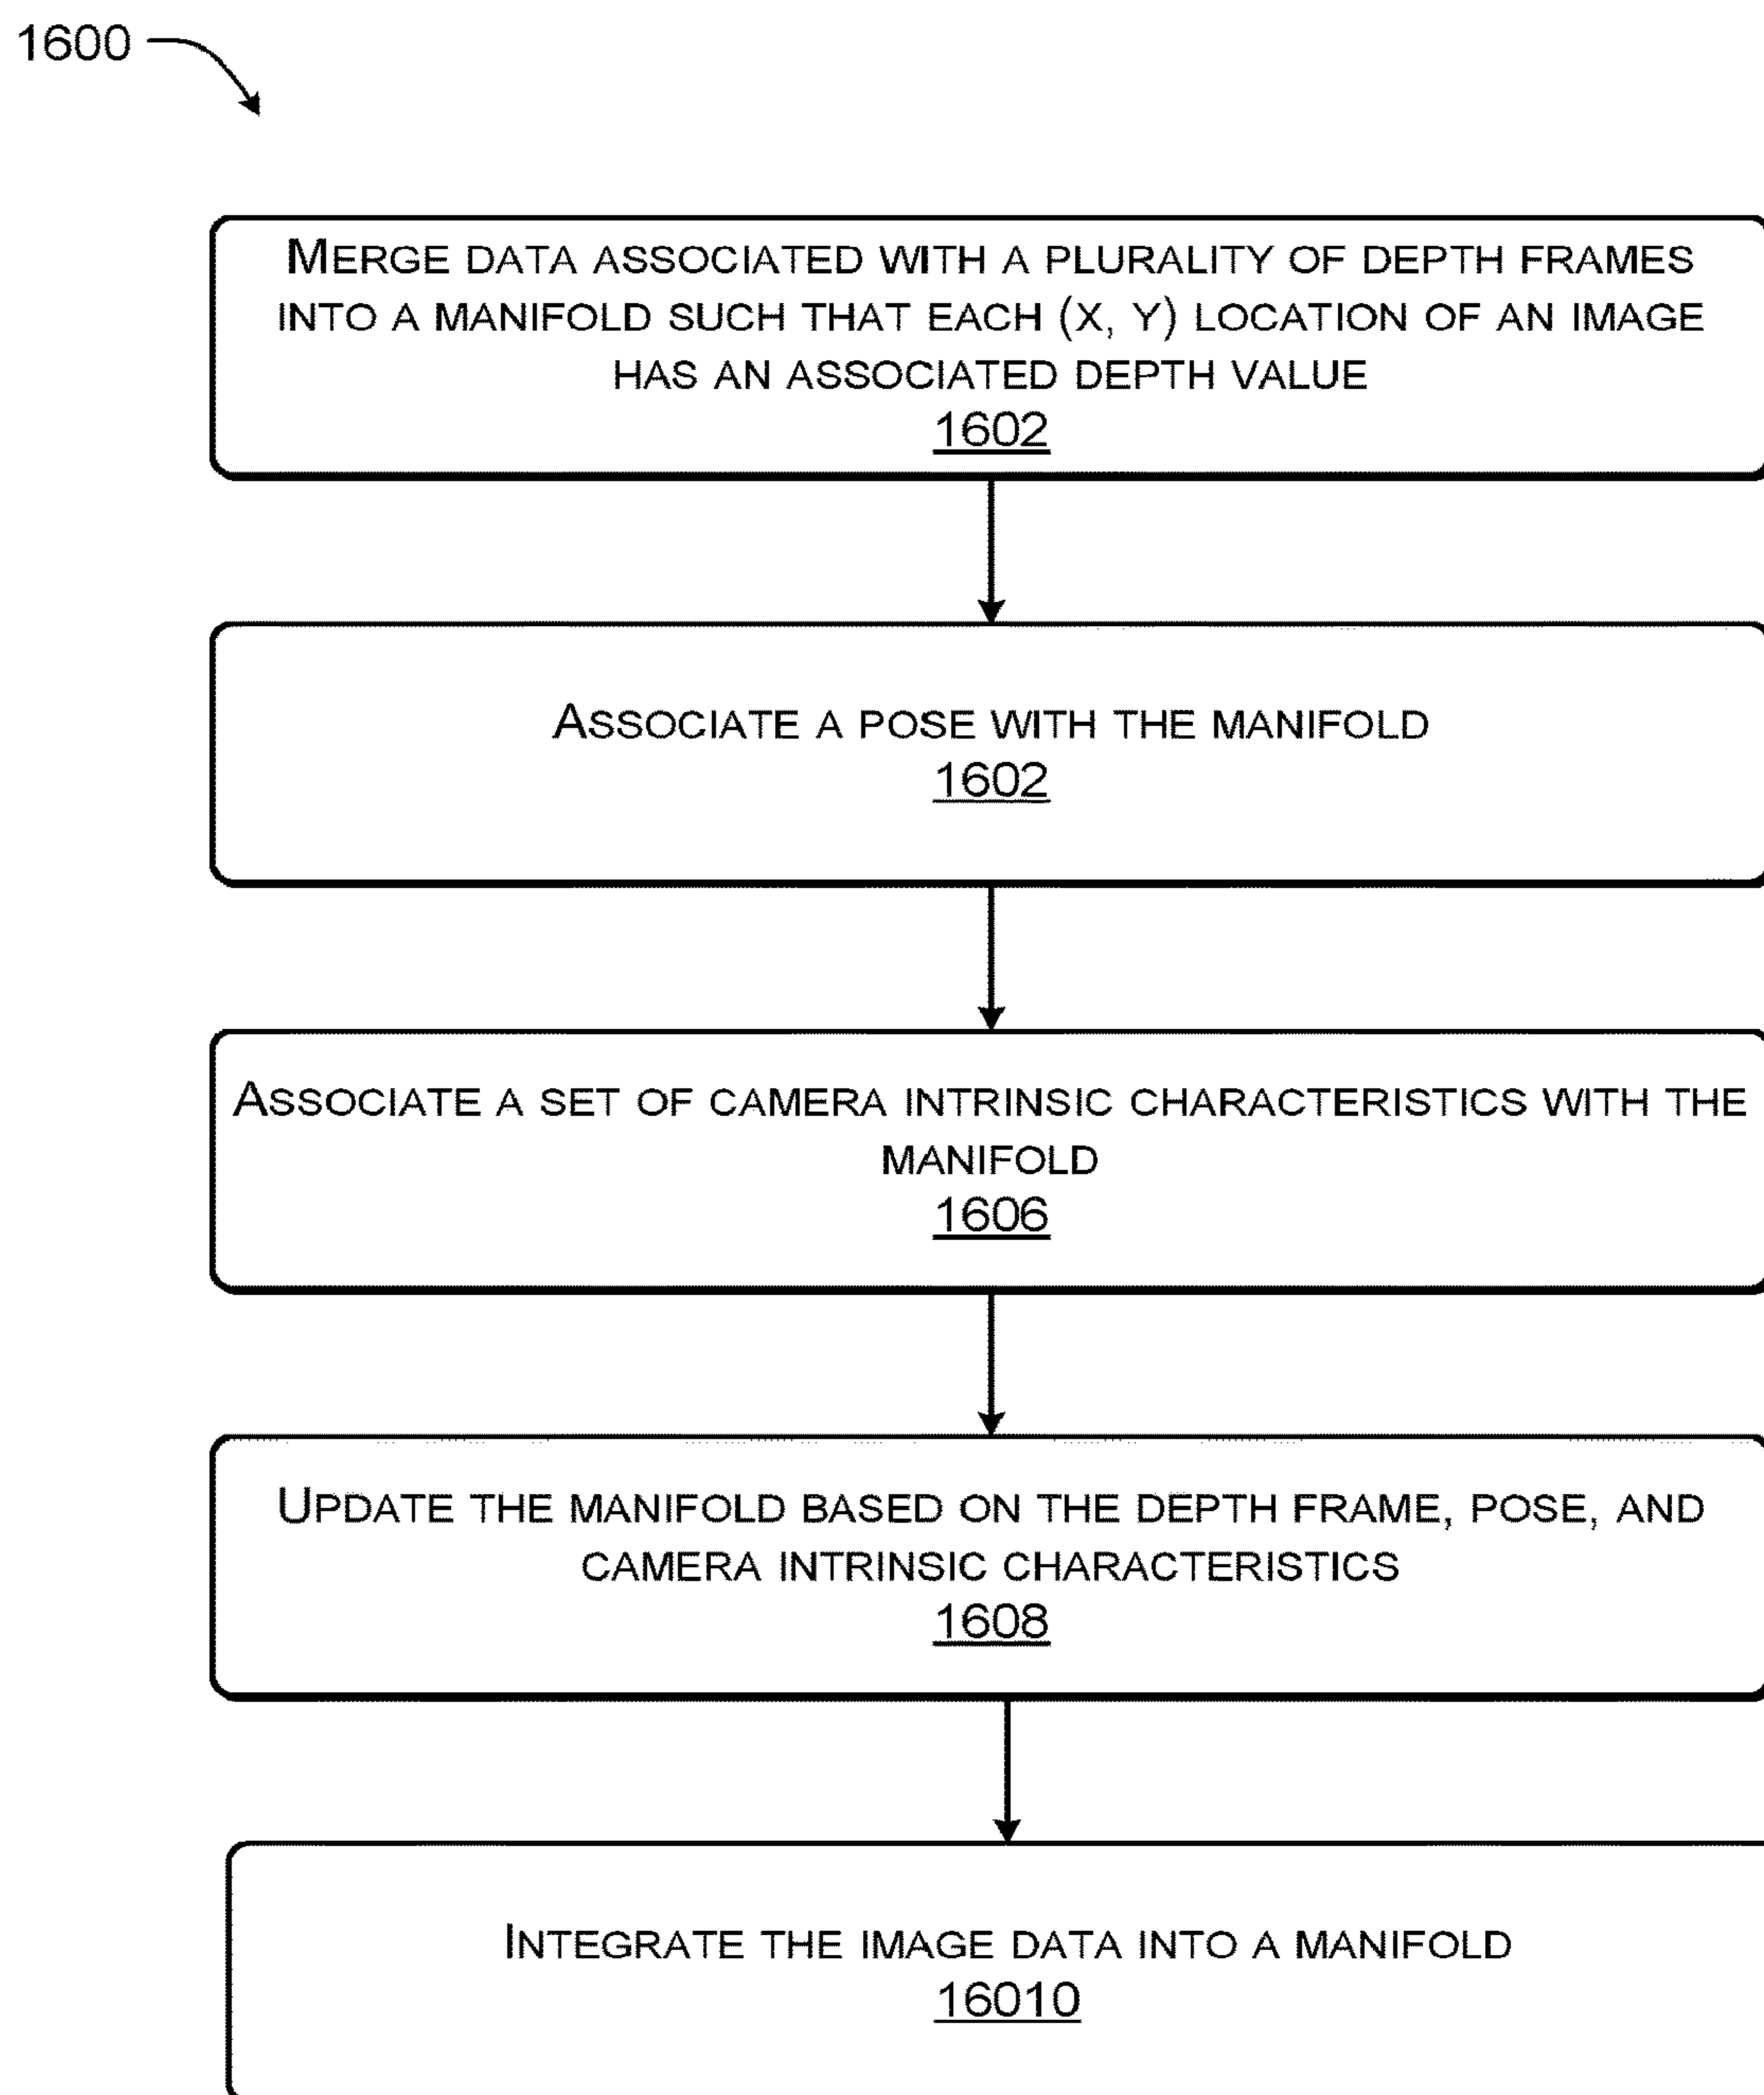 1600
MERGE DATA ASSOCIATED WITH A PLURALITY OF DEPTH FRAMES
INTO A MANIFOLD SUCH THAT EACH (X, Y) LOCATION OF AN IMAGE
HAS AN ASSOCIATED DEPTH VALUE
1602
ASSOCIATE A POSE WITH THE MANIFOLD
1602
ASSOCIATE A SET OF CAMERA INTRINSIC CHARACTERISTICS WITH THE
MANIFOLD
1606
UPDATE THE MANIFOLD BASED ON THE DEPTH FRAME, POSE, AND
CAMERA INTRINSIC CHARACTERISTICS
1608
INTEGRATE THE IMAGE DATA INTO A MANIFOLD
16010